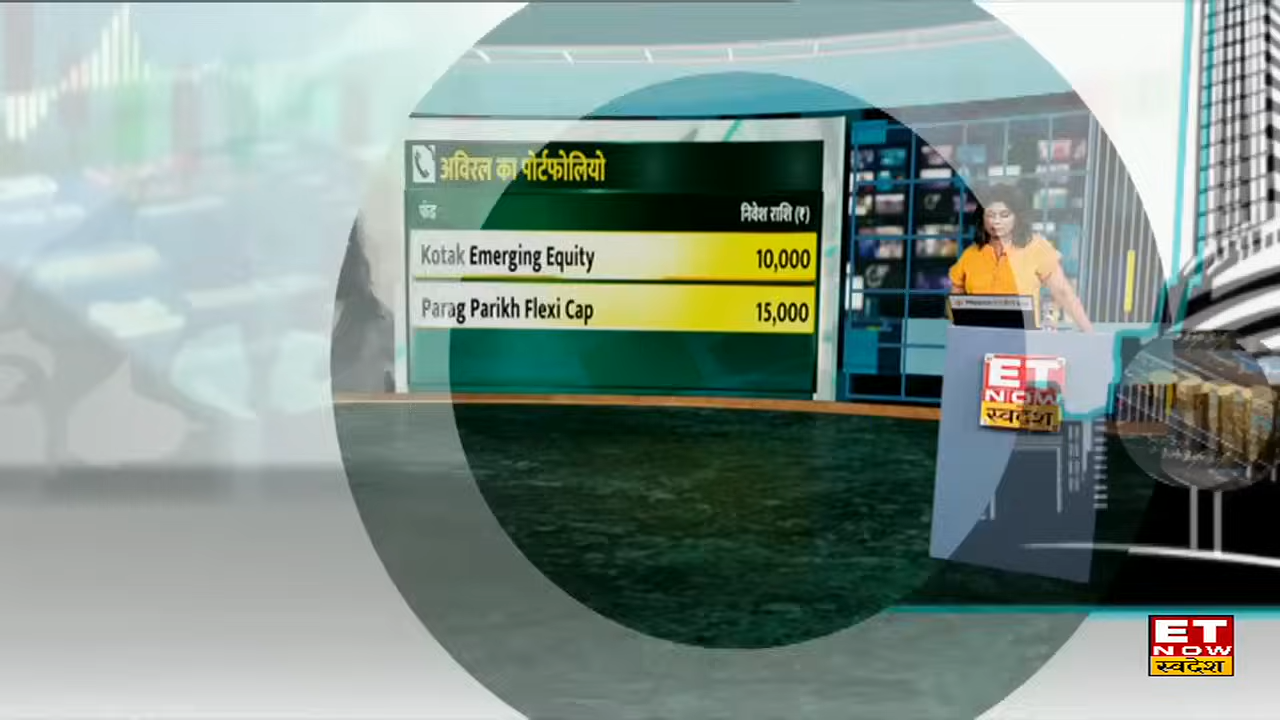 अविरल का पोर्टफोलियो
फंड निवेश राशि (₹)
Kotak Emerging Equity 10,000
Parag Parikh Flexi Cap 15,000
ET
NOW
स्वदेश
ET
NOW
स्वदेश